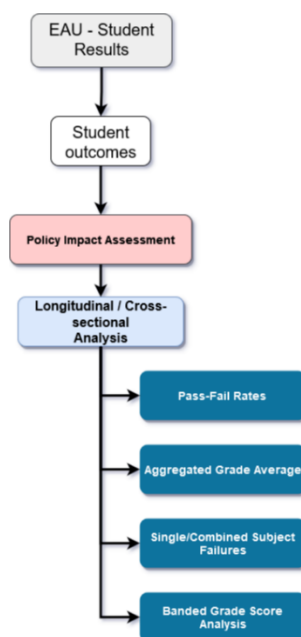 EAU - Student
Results
Student
outcomes
Policy Impact Assessment
Longitudinal / Cross-
sectional
Analysis
Pass-Fail Rates
Aggregated Grade Average
Single/Combined Subject
Failures
Banded Grade Score
Analysis